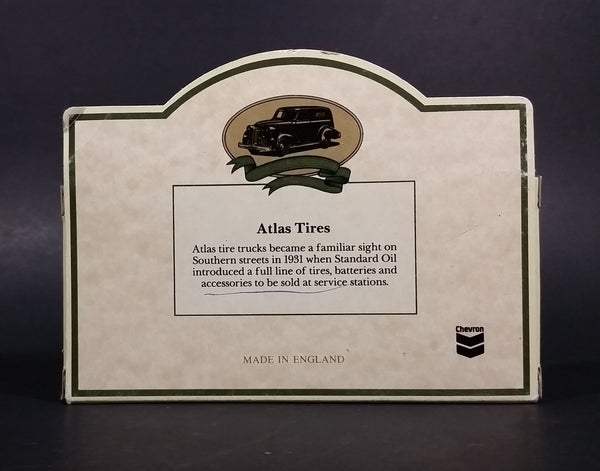 Atlas Tires
Atlas tire trucks became a familiar sight on
Southern streets in 1931 when Standard Oil
introduced a full line of tires, batteries and
accessories to be sold at service stations.
Chevron
MADE IN ENGLAND